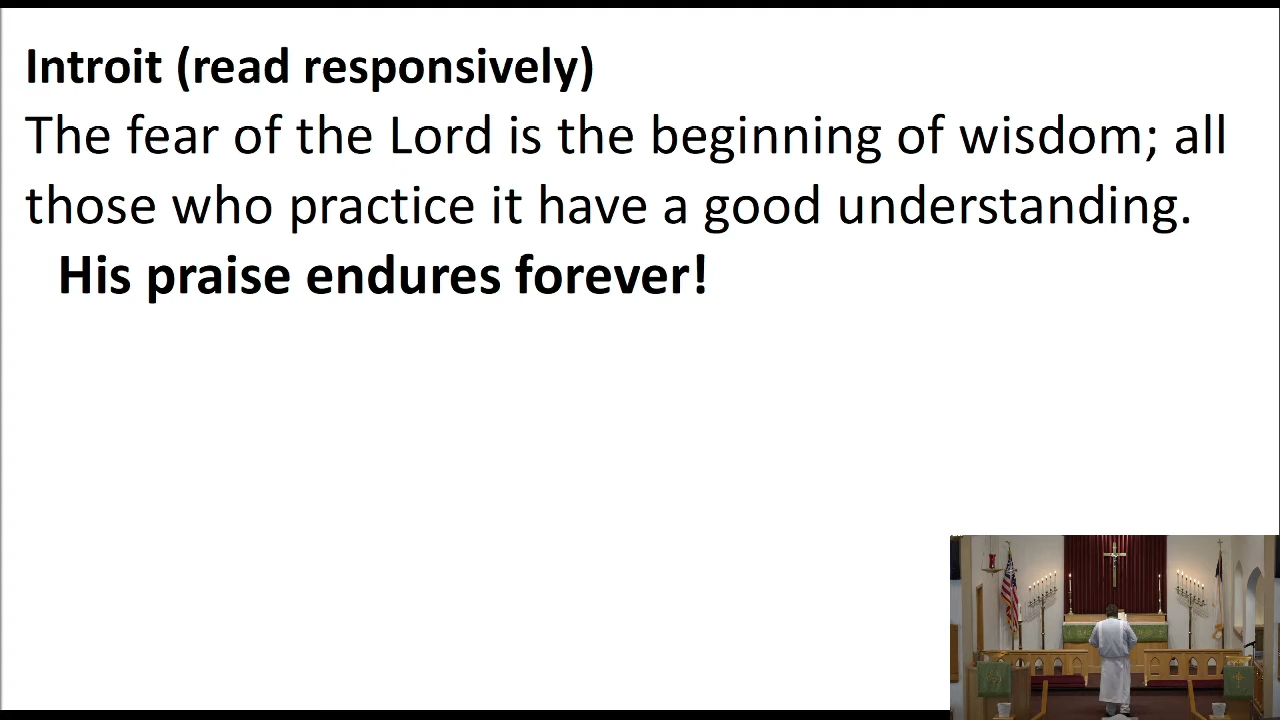 Introit (read responsively)
The fear of the Lord is the beginning of wisdom; all
those who practice it have a good understanding.
His praise endures forever!